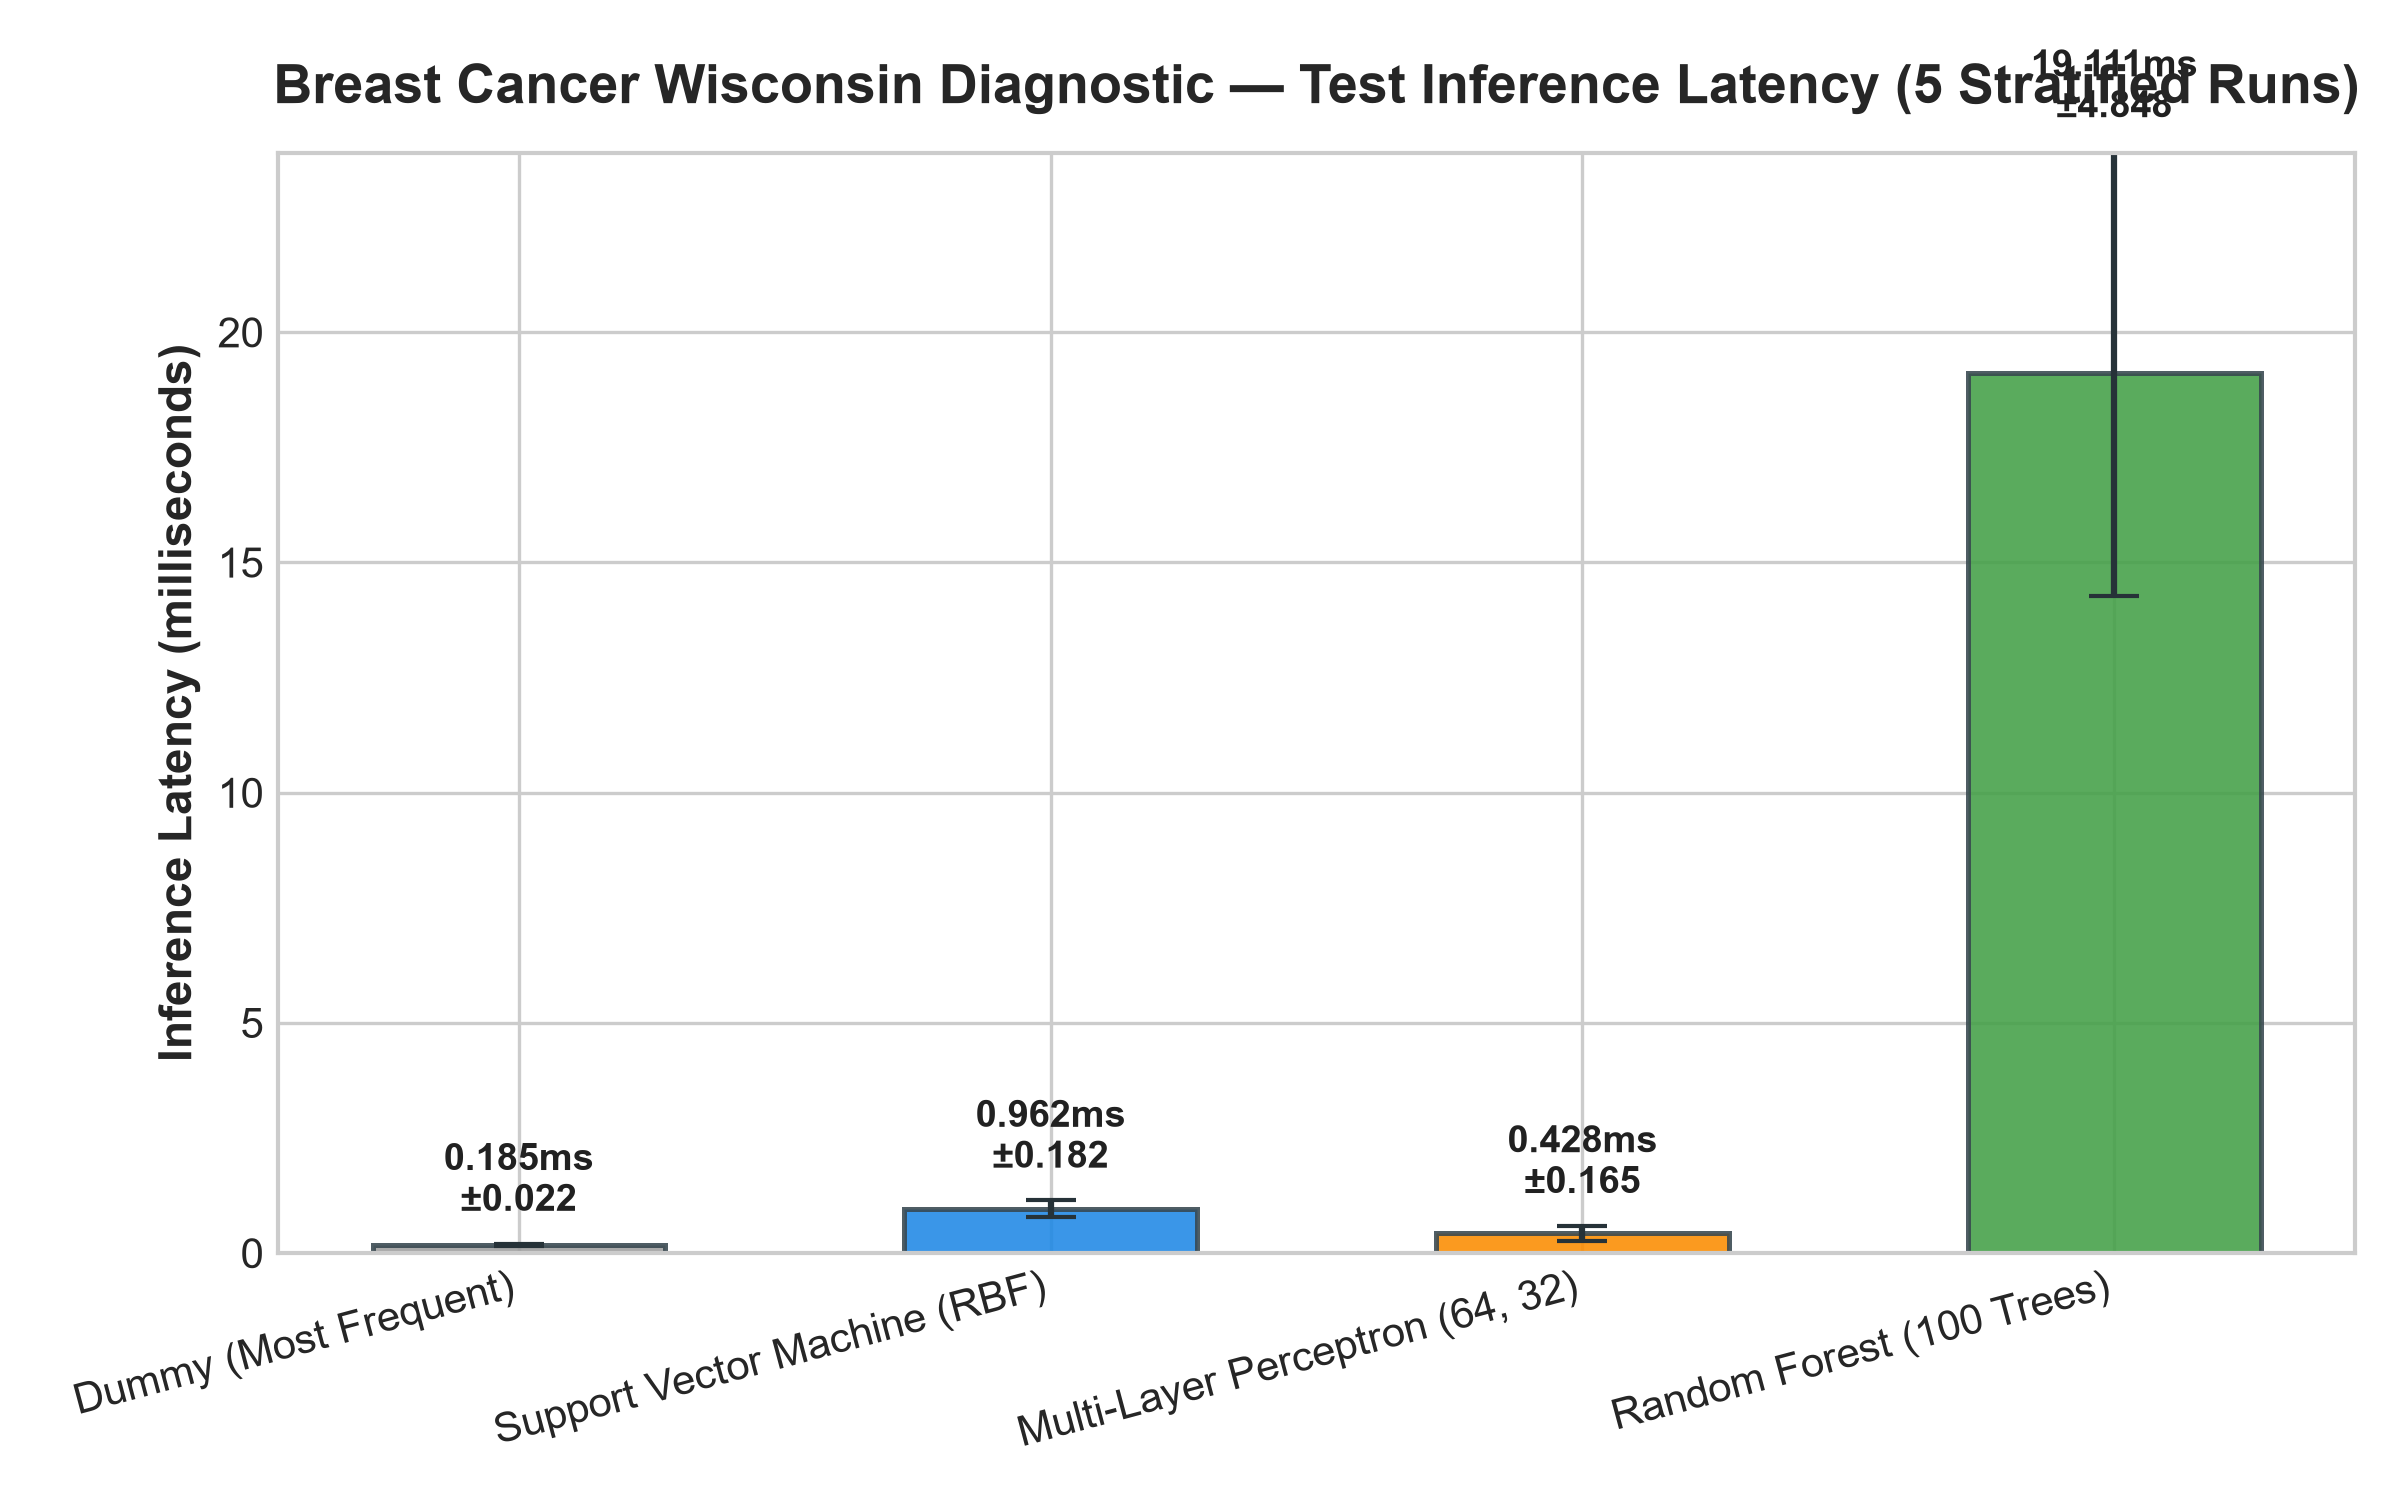 Breast Cancer Wisconsin Diagnostic — Test Inference Latency (5 Stratified Runs)
19.111ms
±4.848
Inference Latency (milliseconds)
20
15
10
5
0
0.185ms
±0.022
0.962ms
±0.182
0.428ms
±0.165
Dummy (Most Frequent)
Support Vector Machine (RBF)
Multi-Layer Perceptron (64, 32)
Random Forest (100 Trees)